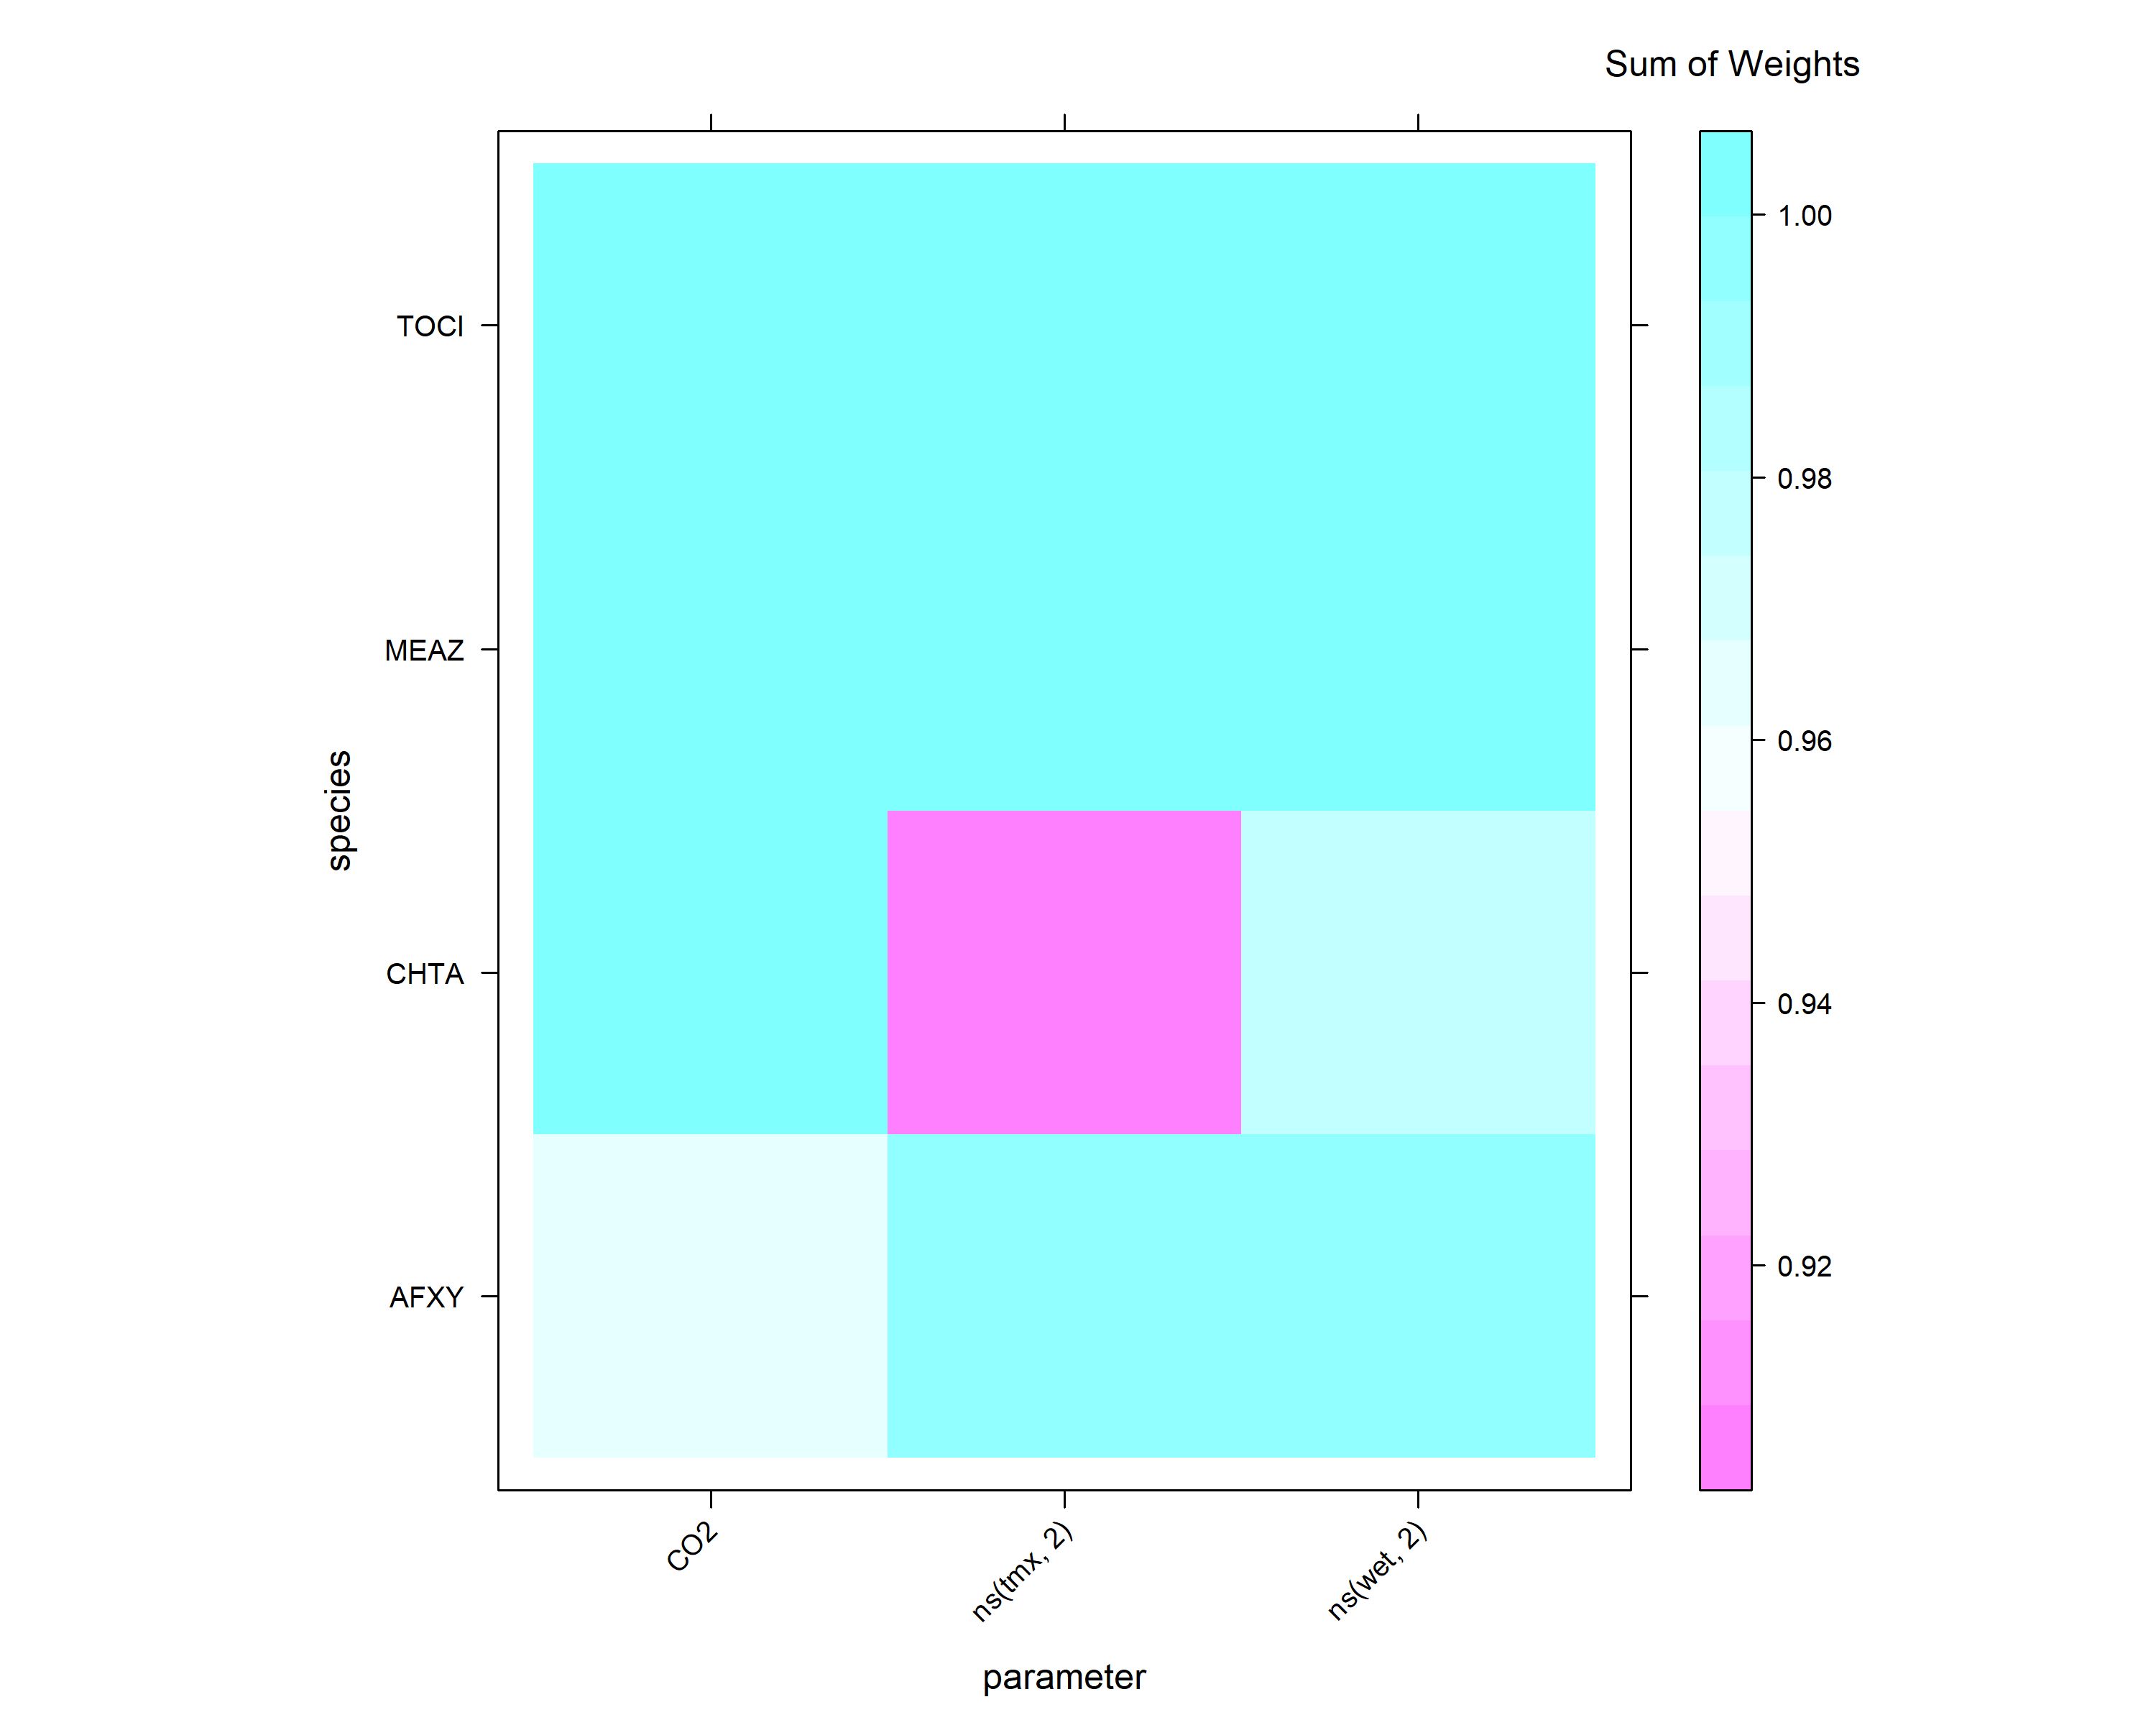 Sum of Weights
TOCI
MEAZ
CHTA
AFXY
species
1.00
0.98
0.96
0.94
0.92
CO2
ns(tmx, 2)
ns(wet, 2)
parameter